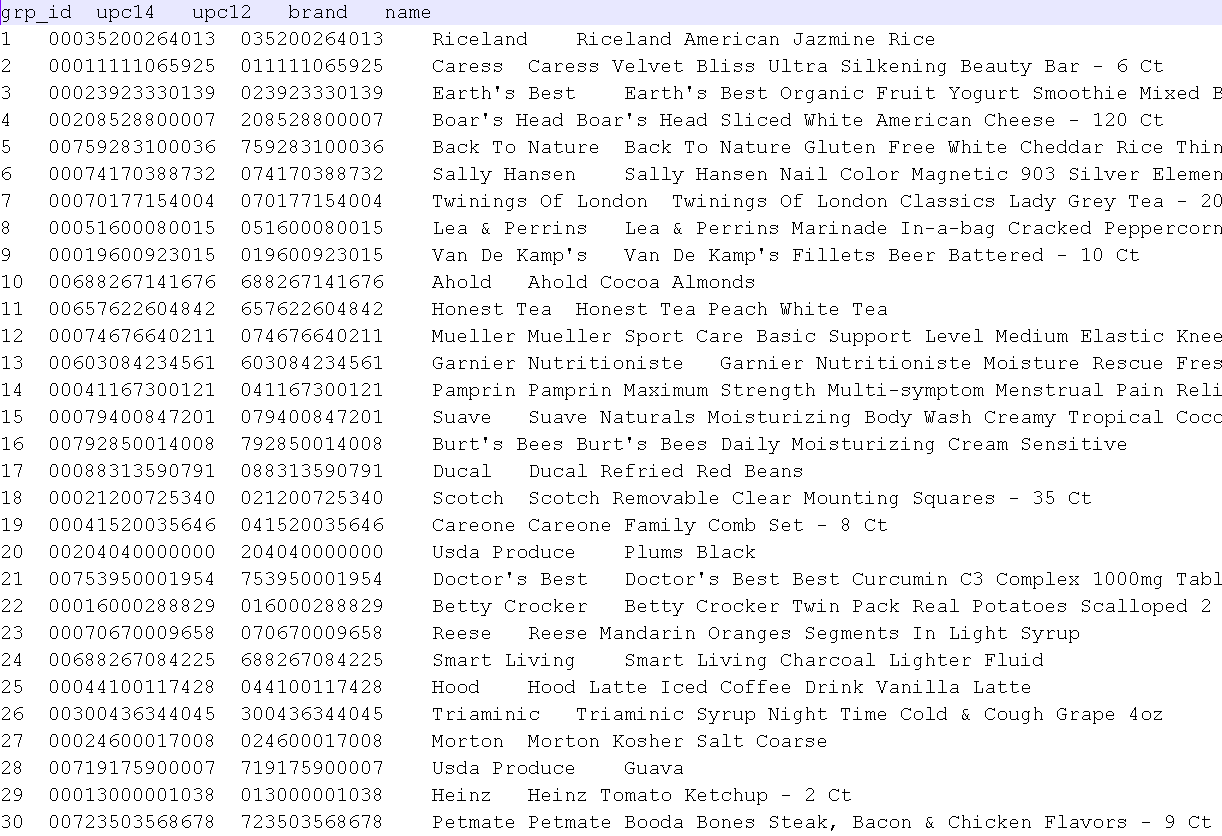 grp_id upc14 upc12 brand name
1 00035200264013 035200264013 Riceland Riceland American Jazmine Rice
2 00011111065925 011111065925 Caress Caress Velvet Bliss Ultra Silkening Beauty Bar - 6 Ct
3 00023923330139 023923330139 Earth's Best Earth's Best Organic Fruit Yogurt Smoothie Mixed B
4 00208528800007 208528800007 Boar's Head Boar's Head Sliced White American Cheese - 120 Ct
5 00759283100036 759283100036 Back To Nature Back To Nature Gluten Free White Cheddar Rice Thin
6 00074170388732 074170388732 Sally Hansen Sally Hansen Nail Color Magnetic 903 Silver Elemen
7 00070177154004 070177154004 Twinings Of London Twinings Of London Classics Lady Grey Tea - 20
8 00051600080015 051600080015 Lea & Perrins Lea & Perrins Marinade In-a-bag Cracked Peppercorn
9 00019600923015 019600923015 Van De Kamp's Van De Kamp's Fillets Beer Battered - 10 Ct
10 00688267141676 688267141676 Ahold Ahold Cocoa Almonds
11 00657622604842 657622604842 Honest Tea Honest Tea Peach White Tea
12 00074676640211 074676640211 Mueller Mueller Sport Care Basic Support Level Medium Elastic Knee
13 00603084234561 603084234561 Garnier Nutritioniste Garnier Nutritioniste Moisture Rescue Fres
14 00041167300121 041167300121 Pamprin Pamprin Maximum Strength Multi-symptom Menstrual Pain Reli
15 00079400847201 079400847201 Suave Suave Naturals Moisturizing Body Wash Creamy Tropical Coco
16 00792850014008 792850014008 Burt's Bees Burt's Bees Daily Moisturizing Cream Sensitive
17 00088313590791 088313590791 Ducal Ducal Refried Red Beans
18 00021200725340 021200725340 Scotch Scotch Removable Clear Mounting Squares - 35 Ct
19 00041520035646 041520035646 Careone Careone Family Comb Set - 8 Ct
20 00204040000000 204040000000 Usda Produce Plums Black
21 00753950001954 753950001954 Doctor's Best Doctor's Best Best Curcumin C3 Complex 1000mg Tabl
22 00016000288829 016000288829 Betty Crocker Betty Crocker Twin Pack Real Potatoes Scalloped 2
23 00070670009658 070670009658 Reese Reese Mandarin Oranges Segments In Light Syrup
24 00688267084225 688267084225 Smart Living Smart Living Charcoal Lighter Fluid
25 00044100117428 044100117428 Hood Hood Latte Iced Coffee Drink Vanilla Latte
26 00300436344045 300436344045 Triaminic Triaminic Syrup Night Time Cold & Cough Grape 4oz
27 00024600017008 024600017008 Morton Morton Kosher Salt Coarse
28 00719175900007 719175900007 Usda Produce Guava
29 00013000001038 013000001038 Heinz Heinz Tomato Ketchup - 2 Ct
30 00723503568678 723503568678 Petmate Petmate Booda Bones Steak, Bacon & Chicken Flavors - 9 Ct